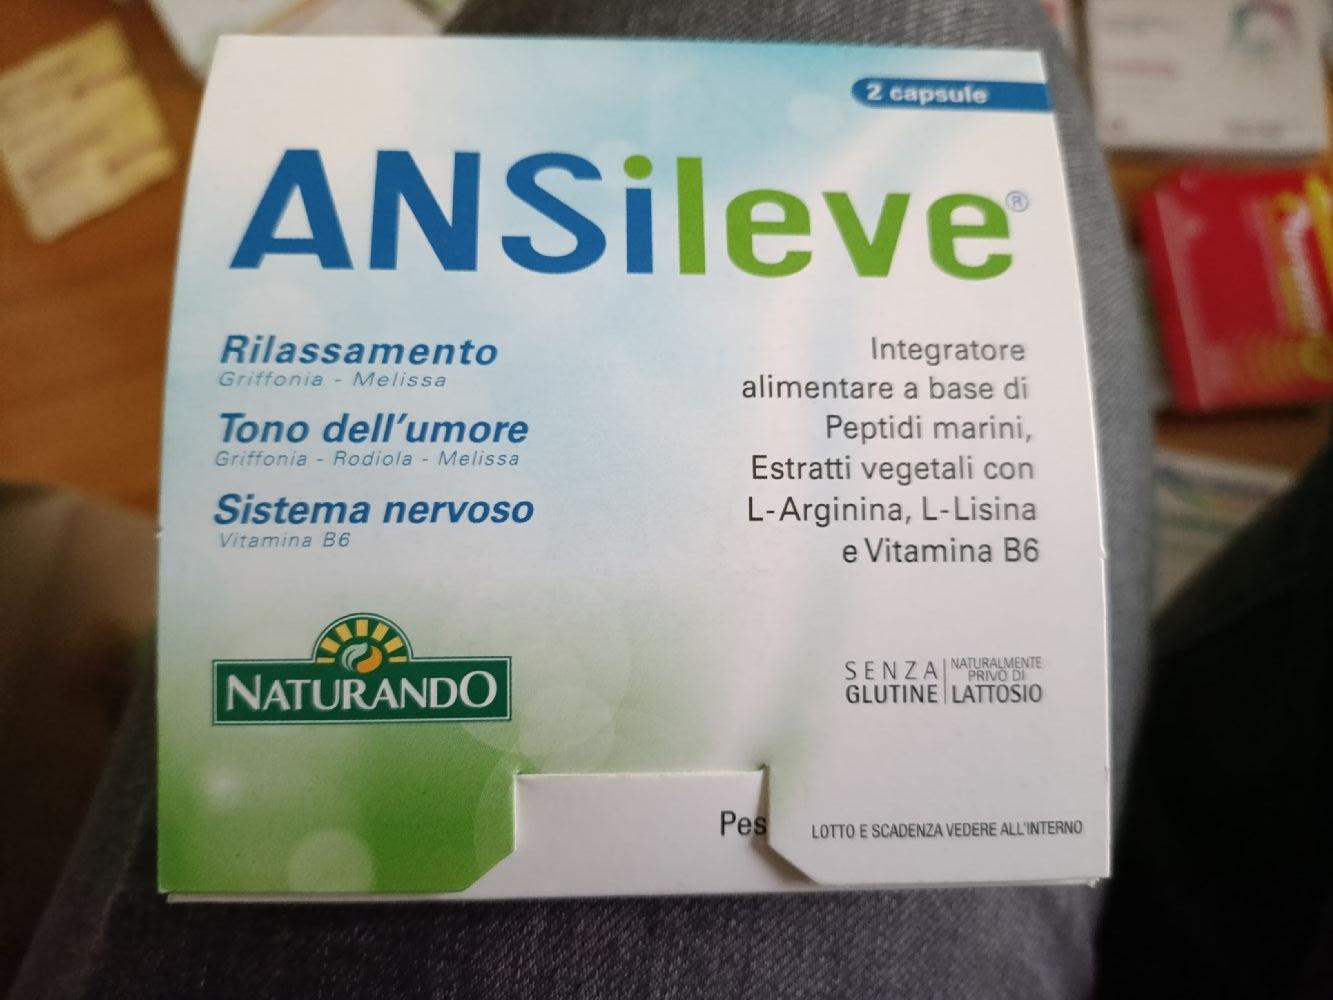 2 capsule
ANSileve®
Rilassamento
Griffonia - Melissa
Tono dell'umore
Griffonia - Rodiola - Melissa
Sistema nervoso
Vitamina B6
Integratore
alimentare a base di
Peptidi marini,
Estratti vegetali con
L-Arginina, L-Lisina
e Vitamina B6
NATURANDO
SENZA
GLUTINE
NATURALMENTE
PRIVO DI
LATTOSIO
Pes
LOTTO E SCADENZA VEDERE ALL'INTERNO